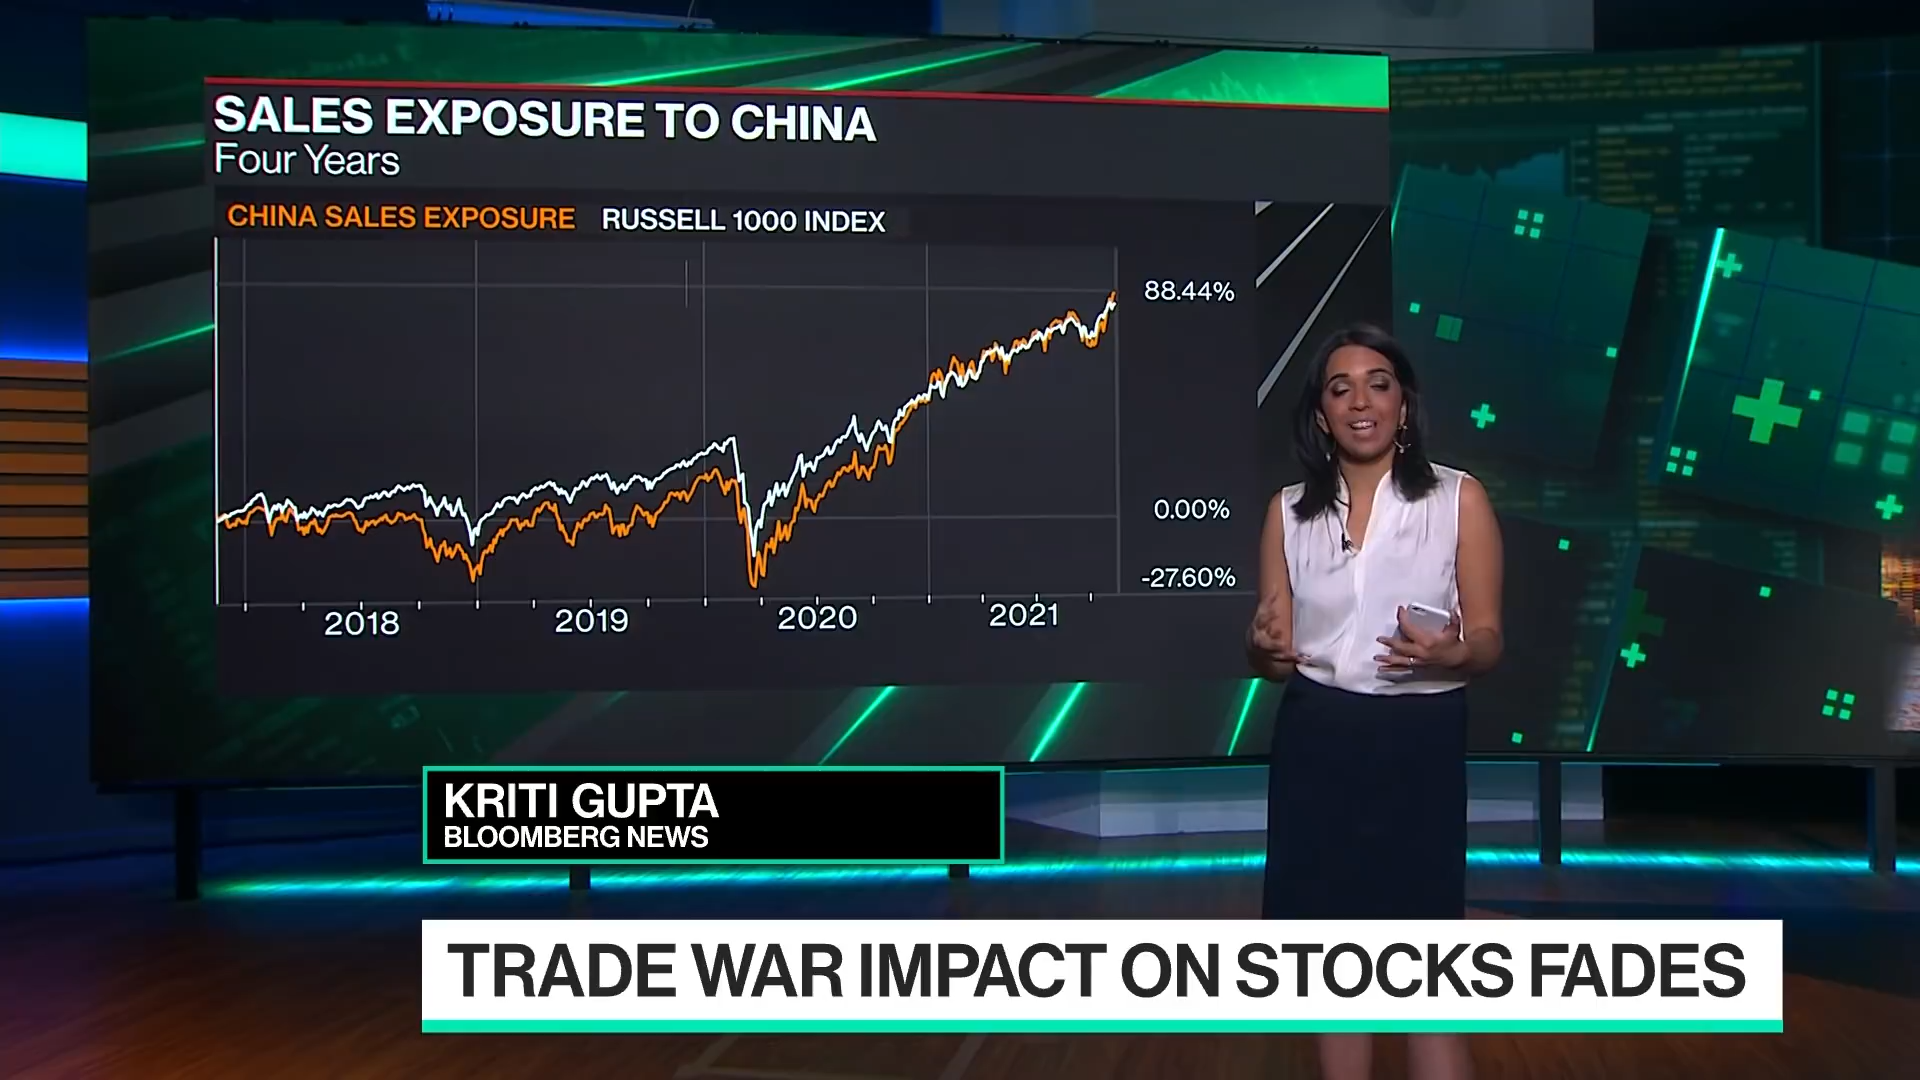 SALES EXPOSURE TO CHINA
Four Years
CHINA SALES EXPOSURE RUSSELL 1000 INDEX
88.44%
0.00%
-27.60%
2018 2019 2020 2021
KRITI GUPTA
BLOOMBERG NEWS
TRADE WAR IMPACT ON STOCKS FADES